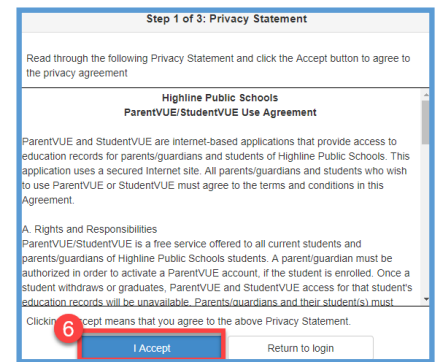 Step 1 of 3: Privacy Statement
Read through the following Privacy Statement and click the Accept button to agree to
the privacy agreement
Highline Public Schools
ParentVUE/StudentVUE Use Agreement
ParentVUE and StudentVUE are internet-based applications that provide access to
education records for parents/guardians and students of Highline Public Schools. This
application uses a secured Internet site. All parents/guardians and students who wish
to use ParentVUE or StudentVUE must agree to the terms and conditions in this
Agreement.
A. Rights and Responsibilities
ParentVUE/StudentVUE is a free service offered to all current students and
parents/guardians of Highline Public Schools students. A parent/guardian must be
authorized in order to activate a ParentVUE account, if the student is enrolled. Once a
student withdraws or graduates, ParentVUE and StudentVUE access for that student's
education records will be unavailable. Parents/guardians and their student(s) must
Clicking ccept means that you agree to the above Privacy Statement.
6
I Accept
Return to login